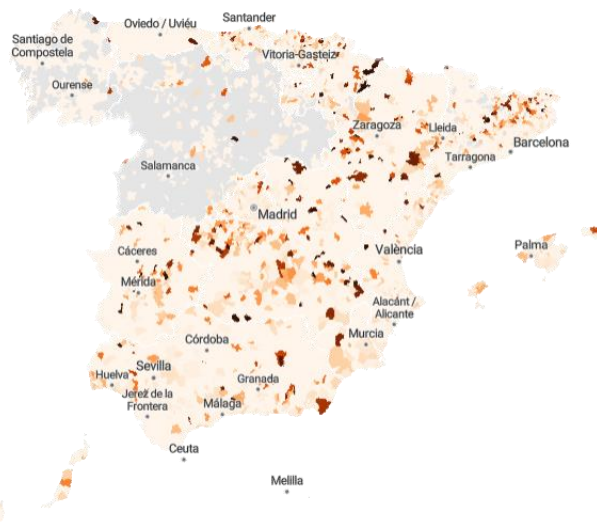 Santander
Oviedo / Uviéu
Santiago de
Compostela
Vitoria-Gasteiz
Ourense
Zaragoza
Lleida
Barcelona
Tarragona
Salamanca
Madrid
Palma
Cáceres
València
Mérida
Alacánt /
Alicante
Murcia
Córdoba
Sevilla
Huelva
Granada
Jerez de la
Frontera
Málaga
Ceuta
Melilla